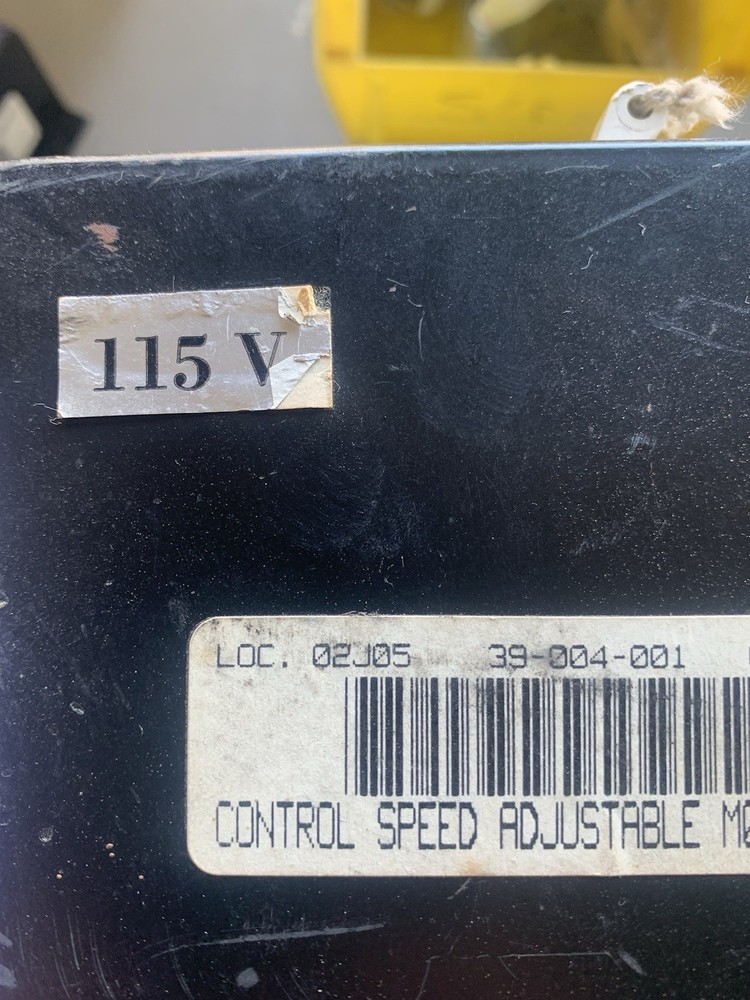 115 V
LOC. 02J05 39-004-001
CONTROL SPEED ADJUSTABLE